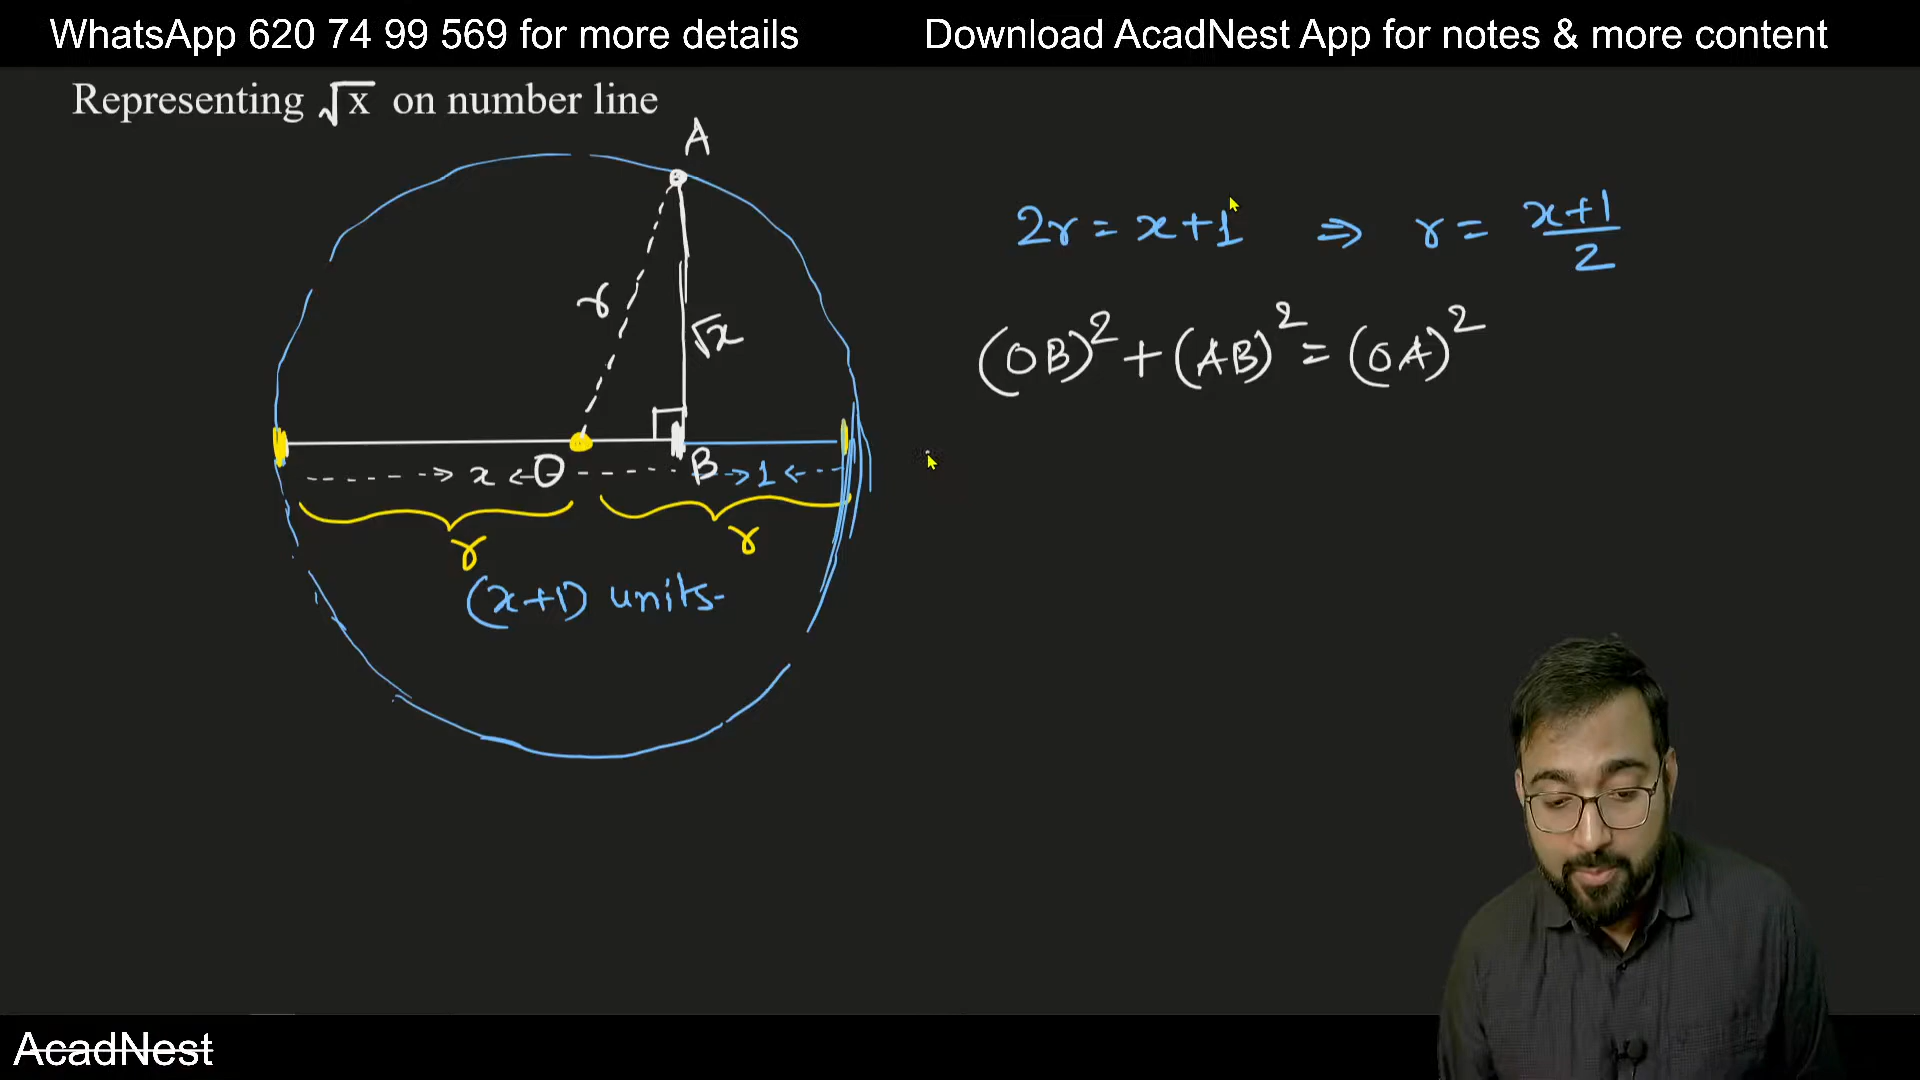 WhatsApp 620 74 99 569 for more details
Download AcadNest App for notes & more content
Representing √x on number line
A
2r = x+1 ⇒ r = x+1/2
r
√x
(OB)² + (AB)² = (OA)²
x O B 1
r r
(x+1) units
AcadNest